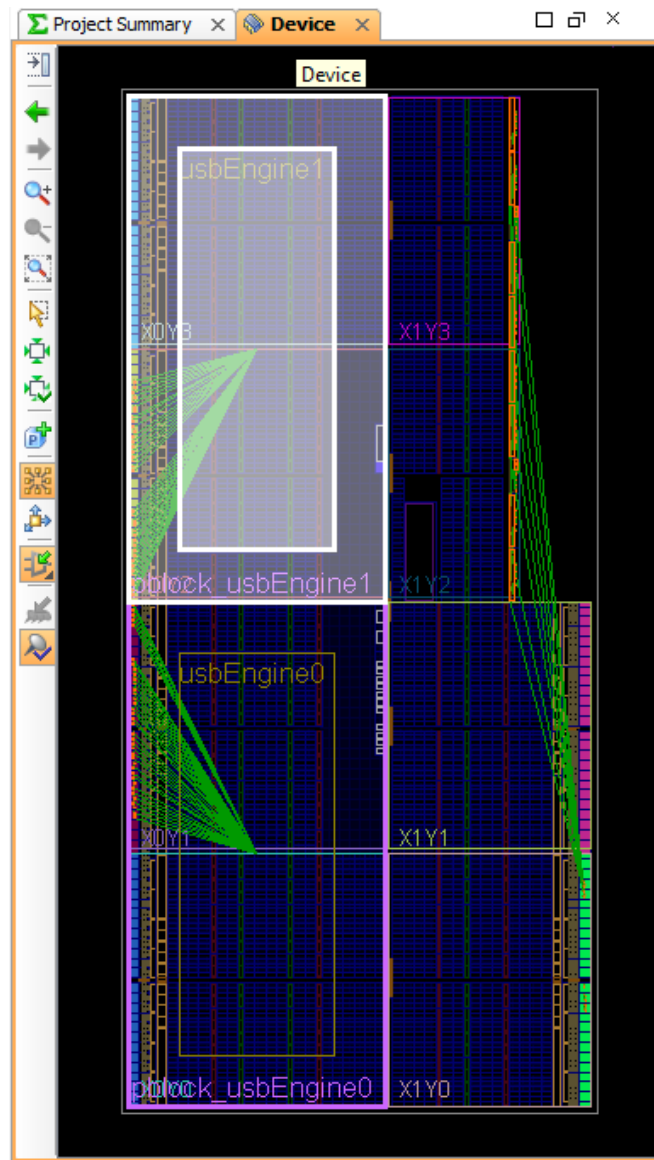 Project Summary
Device
Device
usbEngine1
X0Y3
X1Y3
pblock_usbEngine1
X1Y2
usbEngine0
X0Y1
X1Y1
pblock_usbEngine0
X1Y0